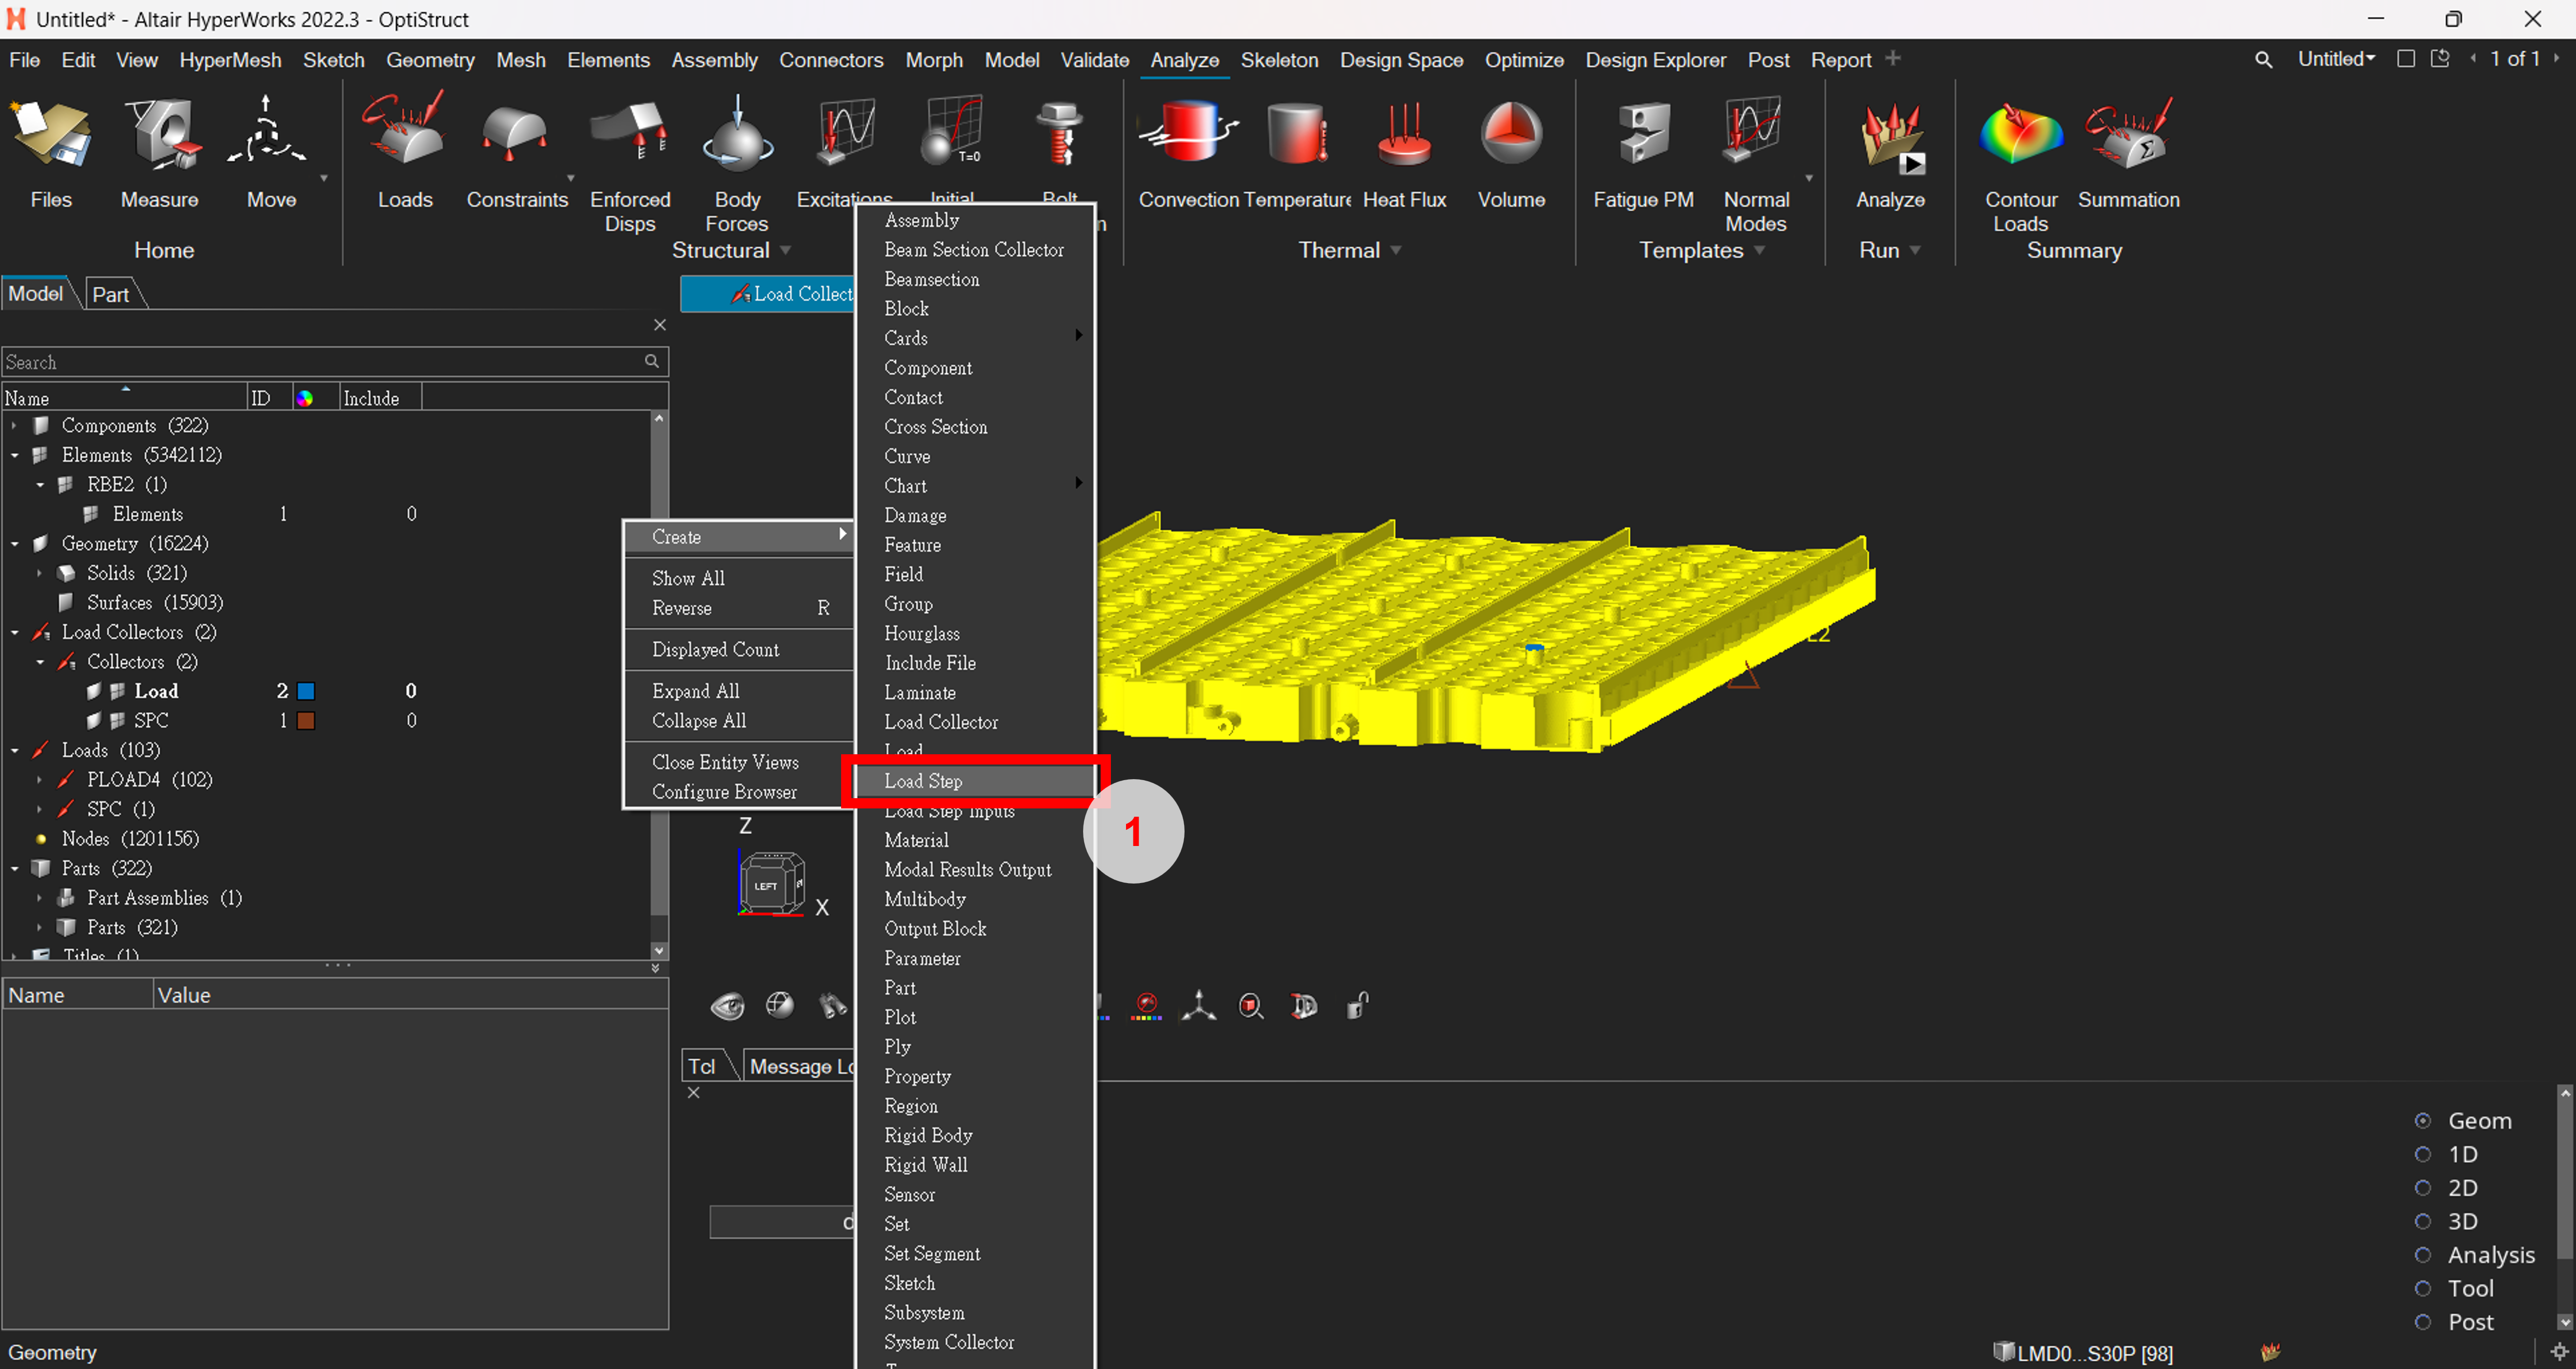 Untitled* - Altair HyperWorks 2022.3 - OptiStruct
File Edit View HyperMesh Sketch Geometry Mesh Elements Assembly Connectors Morph Model Validate Analyze Skeleton Design Space Optimize Design Explorer Post Report
Untitled 1 of 1
T=0
Files Measure Move Loads Constraints Enforced Disps Body Forces Excitations Initial Bolt Convection Temperature Heat Flux Volume Fatigue PM Normal Modes Analyze Contour Loads Summation
Home Structural Thermal Templates Run Summary
Model Part
Search
Name ID Include
Components (322)
Elements (5342112)
RBE2 (1)
Elements 1 0
Geometry (16224)
Solids (321)
Surfaces (15903)
Load Collectors (2)
Collectors (2)
Load 2 0
SPC 1 0
Loads (103)
PLOAD4 (102)
SPC (1)
Nodes (1201156)
Parts (322)
Part Assemblies (1)
Parts (321)
Titles (1)
Name Value
Load Collect
Create
Show All
Reverse R
Displayed Count
Expand All
Collapse All
Close Entity Views
Configure Browser
Assembly
Beam Section Collector
Beamsection
Block
Cards
Component
Contact
Cross Section
Curve
Chart
Damage
Feature
Field
Group
Hourglass
Include File
Laminate
Load Collector
Load
Load Step
Load Step Inputs
Material
Modal Results Output
Multibody
Output Block
Parameter
Part
Plot
Ply
Property
Region
Rigid Body
Rigid Wall
Sensor
Set
Set Segment
Sketch
Subsystem
System Collector
1
Z
LEFT
X
Tcl Message Lo
Geom
1D
2D
3D
Analysis
Tool
Post
Geometry
LMD0...S30P [98]